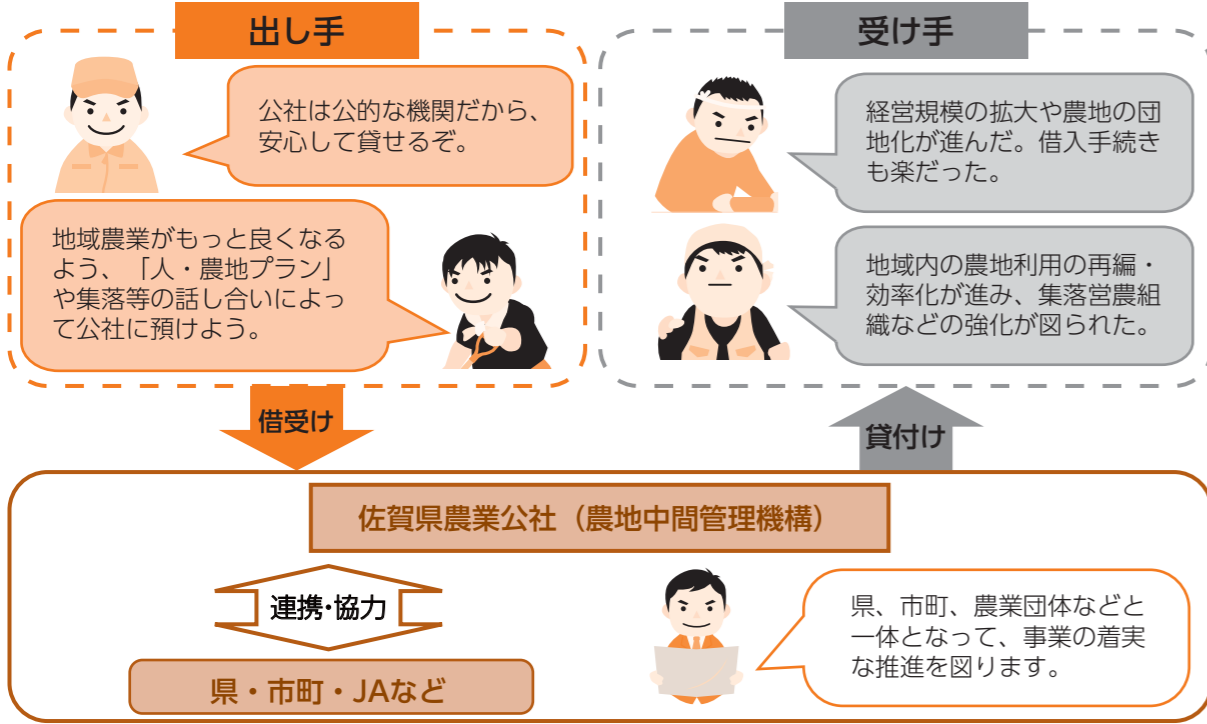 出し手
公社は公的な機関だから、
安心して貸せるぞ。
地域農業がもっと良くなる
よう、「人・農地プラン」
や集落等の話し合いによっ
て公社に預けよう。
受け手
経営規模の拡大や農地の団
地化が進んだ。借入手続き
も楽だった。
地域内の農地利用の再編・
効率化が進み、集落営農組
織などの強化が図られた。
借受け
貸付け
佐賀県農業公社（農地中間管理機構）
連携・協力
県・市町・JAなど
県、市町、農業団体などと
一体となって、事業の着実
な推進を図ります。